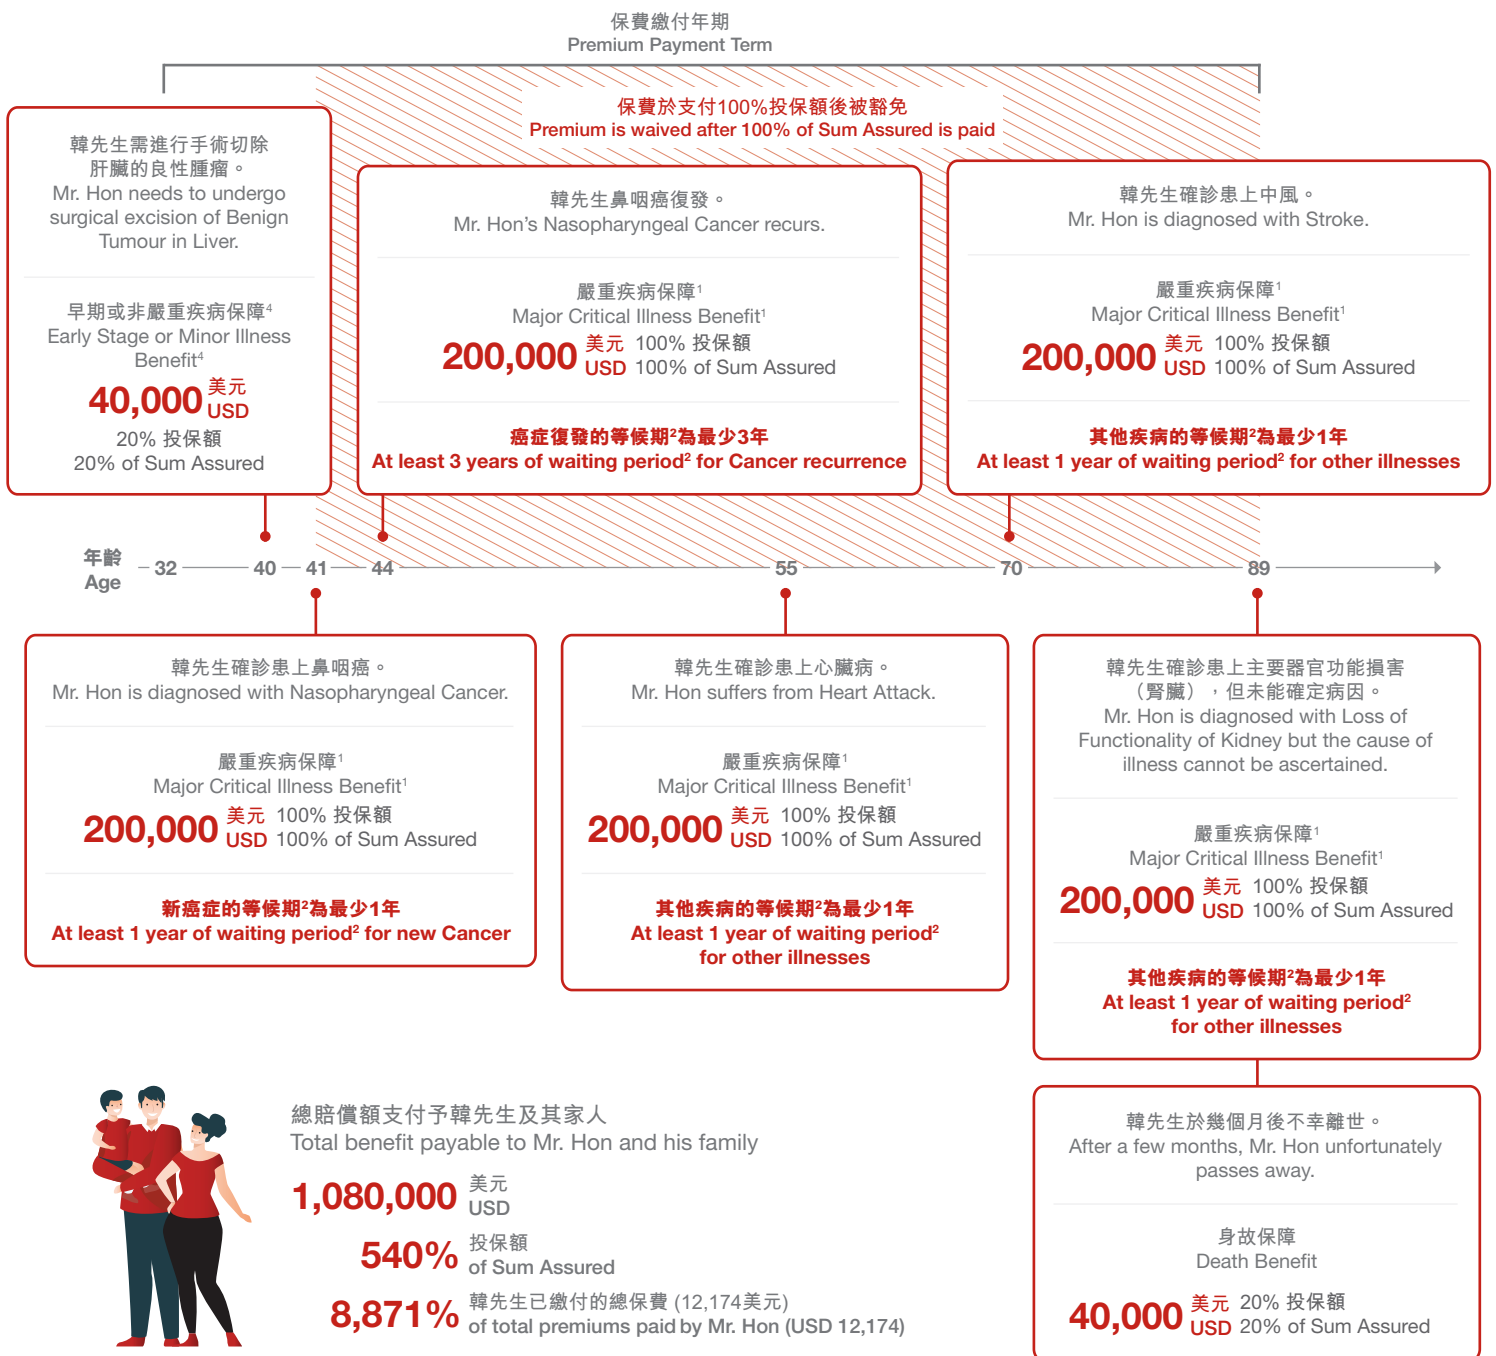 保費繳付年期
Premium Payment Term
保費於支付100%投保額後被豁免
Premium is waived after 100% of Sum Assured is paid
韓先生需進行手術切除
肝臟的良性腫瘤。
Mr. Hon needs to undergo
surgical excision of Benign
Tumour in Liver.
早期或非嚴重疾病保障⁴
Early Stage or Minor Illness
Benefit⁴
40,000 美元 USD
20% 投保額
20% of Sum Assured
韓先生鼻咽癌復發。
Mr. Hon's Nasopharyngeal Cancer recurs.
嚴重疾病保障¹
Major Critical Illness Benefit¹
200,000 美元 USD
100% 投保額
100% of Sum Assured
癌症復發的等候期²為最少3年
At least 3 years of waiting period² for Cancer recurrence
韓先生確診患上中風。
Mr. Hon is diagnosed with Stroke.
嚴重疾病保障¹
Major Critical Illness Benefit¹
200,000 美元 USD
100% 投保額
100% of Sum Assured
其他疾病的等候期²為最少1年
At least 1 year of waiting period² for other illnesses
年齡
Age
32 40 41 44 55 70 89
韓先生確診患上鼻咽癌。
Mr. Hon is diagnosed with Nasopharyngeal Cancer.
嚴重疾病保障¹
Major Critical Illness Benefit¹
200,000 美元 USD
100% 投保額
100% of Sum Assured
新癌症的等候期²為最少1年
At least 1 year of waiting period² for new Cancer
韓先生確診患上心臟病。
Mr. Hon suffers from Heart Attack.
嚴重疾病保障¹
Major Critical Illness Benefit¹
200,000 美元 USD
100% 投保額
100% of Sum Assured
其他疾病的等候期²為最少1年
At least 1 year of waiting period²
for other illnesses
韓先生確診患上主要器官功能損害
（腎臟），但未能確定病因。
Mr. Hon is diagnosed with Loss of
Functionality of Kidney but the cause of
illness cannot be ascertained.
嚴重疾病保障¹
Major Critical Illness Benefit¹
200,000 美元 USD
100% 投保額
100% of Sum Assured
其他疾病的等候期²為最少1年
At least 1 year of waiting period²
for other illnesses
韓先生於幾個月後不幸離世。
After a few months, Mr. Hon unfortunately
passes away.
身故保障
Death Benefit
40,000 美元 USD
20% 投保額
20% of Sum Assured
總賠償額支付予韓先生及其家人
Total benefit payable to Mr. Hon and his family
1,080,000 美元 USD
540% 投保額
of Sum Assured
8,871% 韓先生已繳付的總保費 (12,174美元)
of total premiums paid by Mr. Hon (USD 12,174)